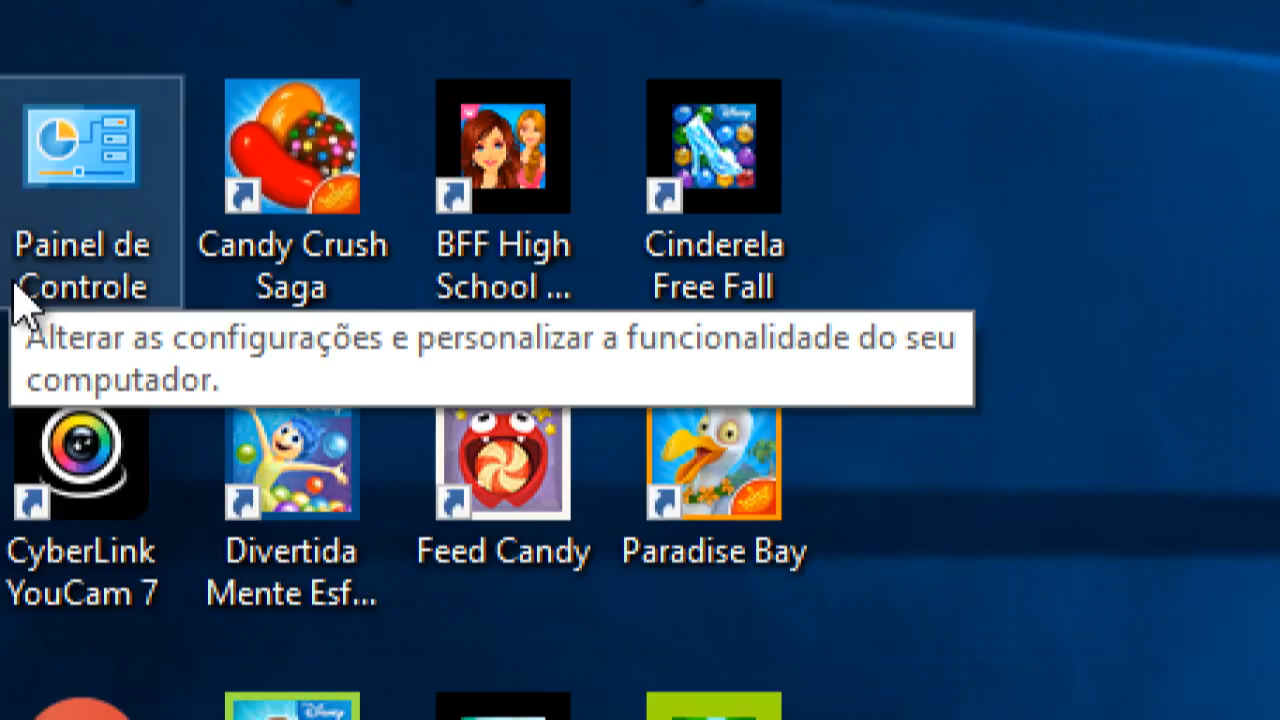 Painel de
Controle
Candy Crush
Saga
BFF High
School ...
Cinderela
Free Fall
Alterar as configurações e personalizar a funcionalidade do seu
computador.
CyberLink
YouCam 7
Divertida
Mente Esf...
Feed Candy
Paradise Bay
Disney